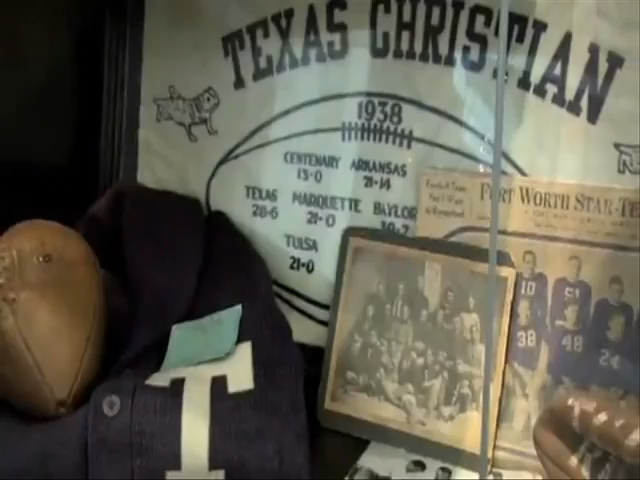 TEXAS CHRISTIAN
1938
CENTENARY ARKANSAS
13-0 21-14
TEXAS MARQUETTE BAYLOR
28-6 21-0
TULSA
21-0
FORT WORTH STAR-TE
10 51
38 48 24
T